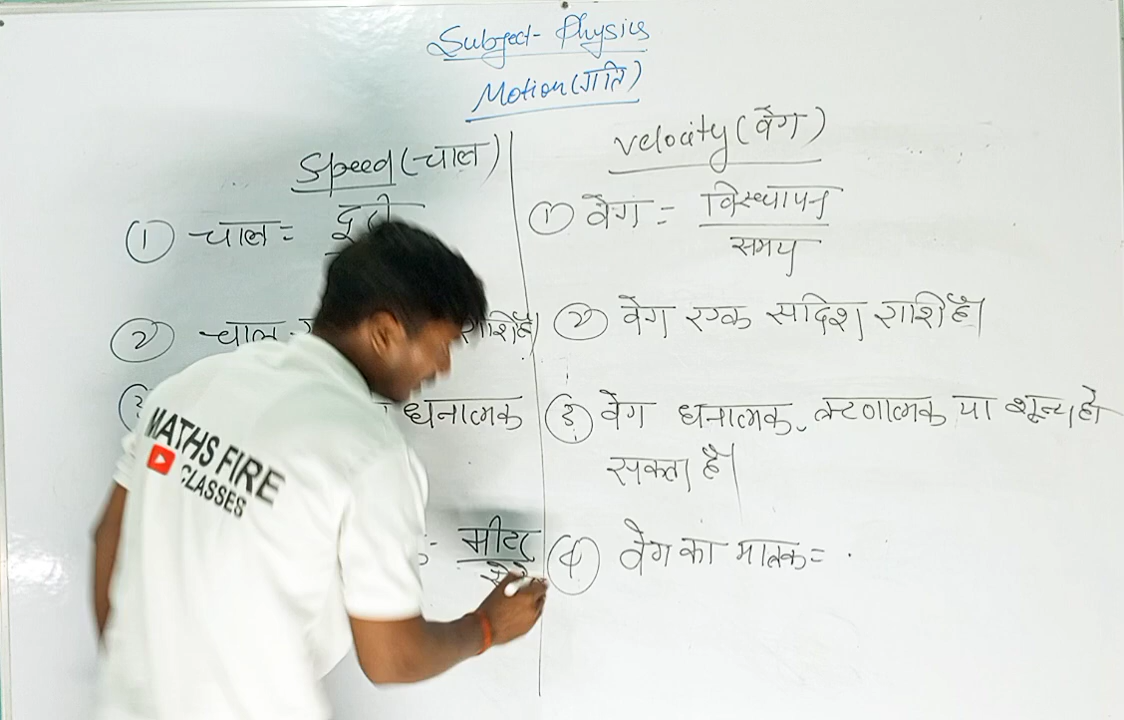 Subject- Physics
Motion (गति)
Speed (चाल)
① चाल = दूरी
② चाल राशि है।
धनात्मक
मीटर
Velocity (वेग)
① वेग = विस्थापन
समय
② वेग एक सदिश राशि है।
③ वेग धनात्मक, ऋणात्मक या शून्य हो
सकता है।
④ वेग का मात्रक =
MATHS FIRE
CLASSES